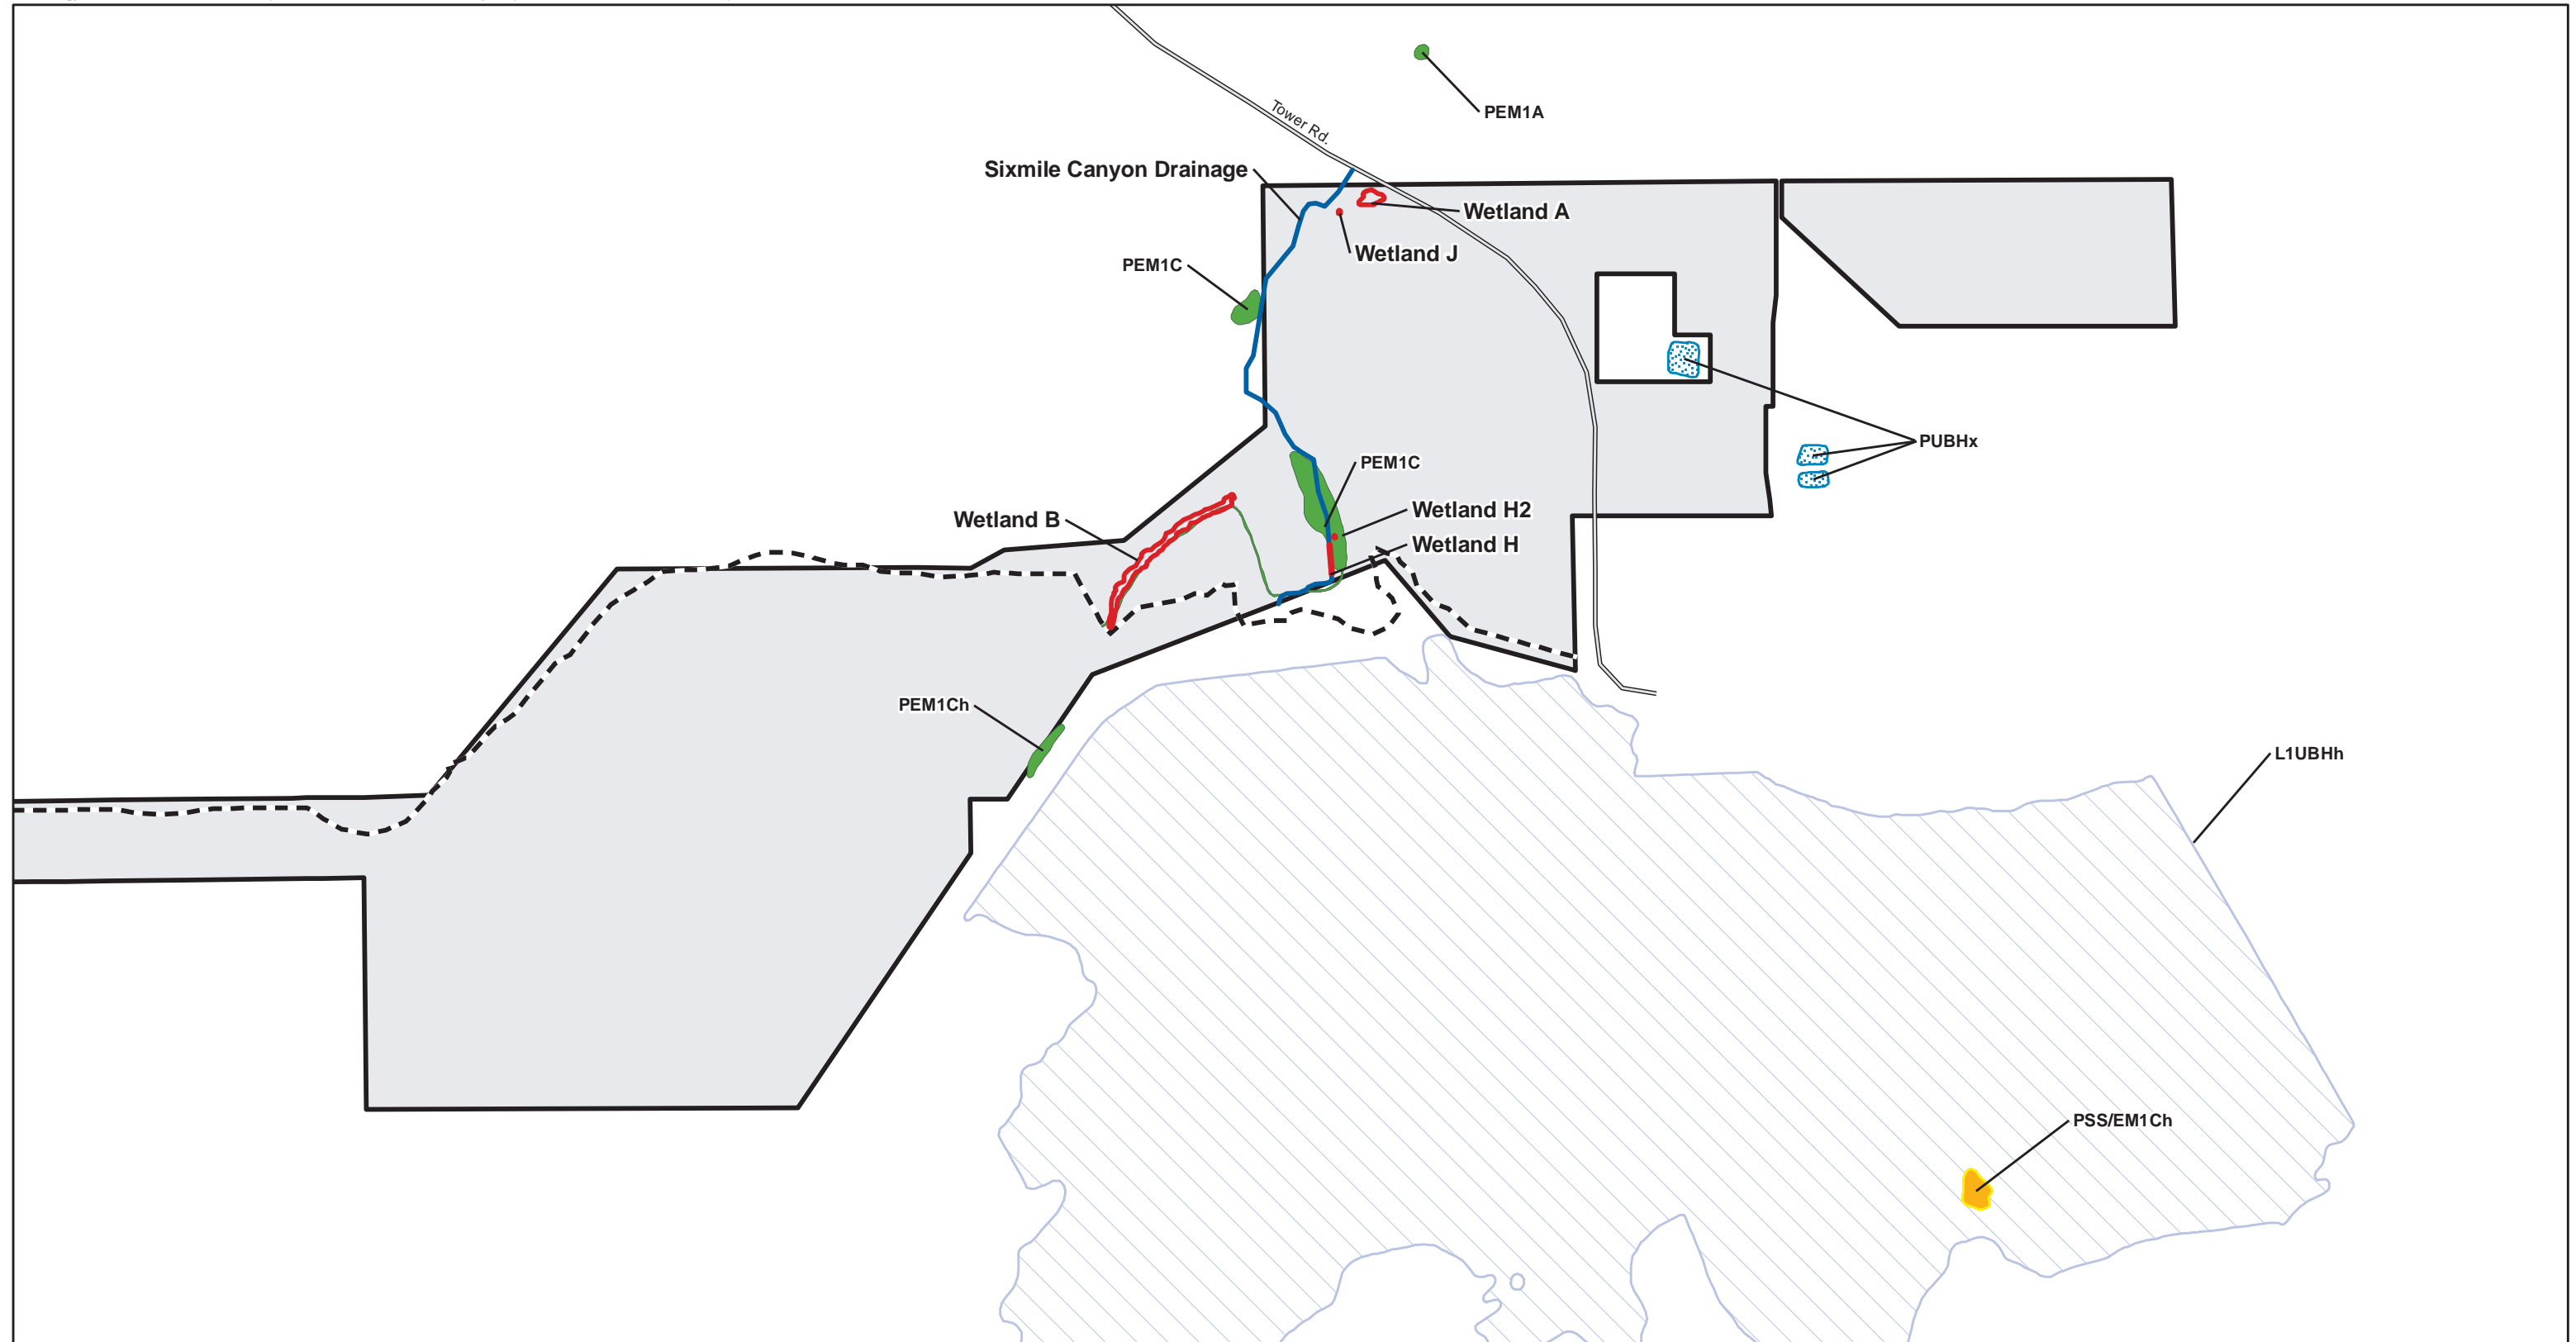 PEM1A
Tower Rd.
Sixmile Canyon Drainage
Wetland A
Wetland J
PEM1C
PUBHx
PEM1C
Wetland H2
Wetland B
Wetland H
PEM1Ch
L1UBHh
PSS/EM1Ch